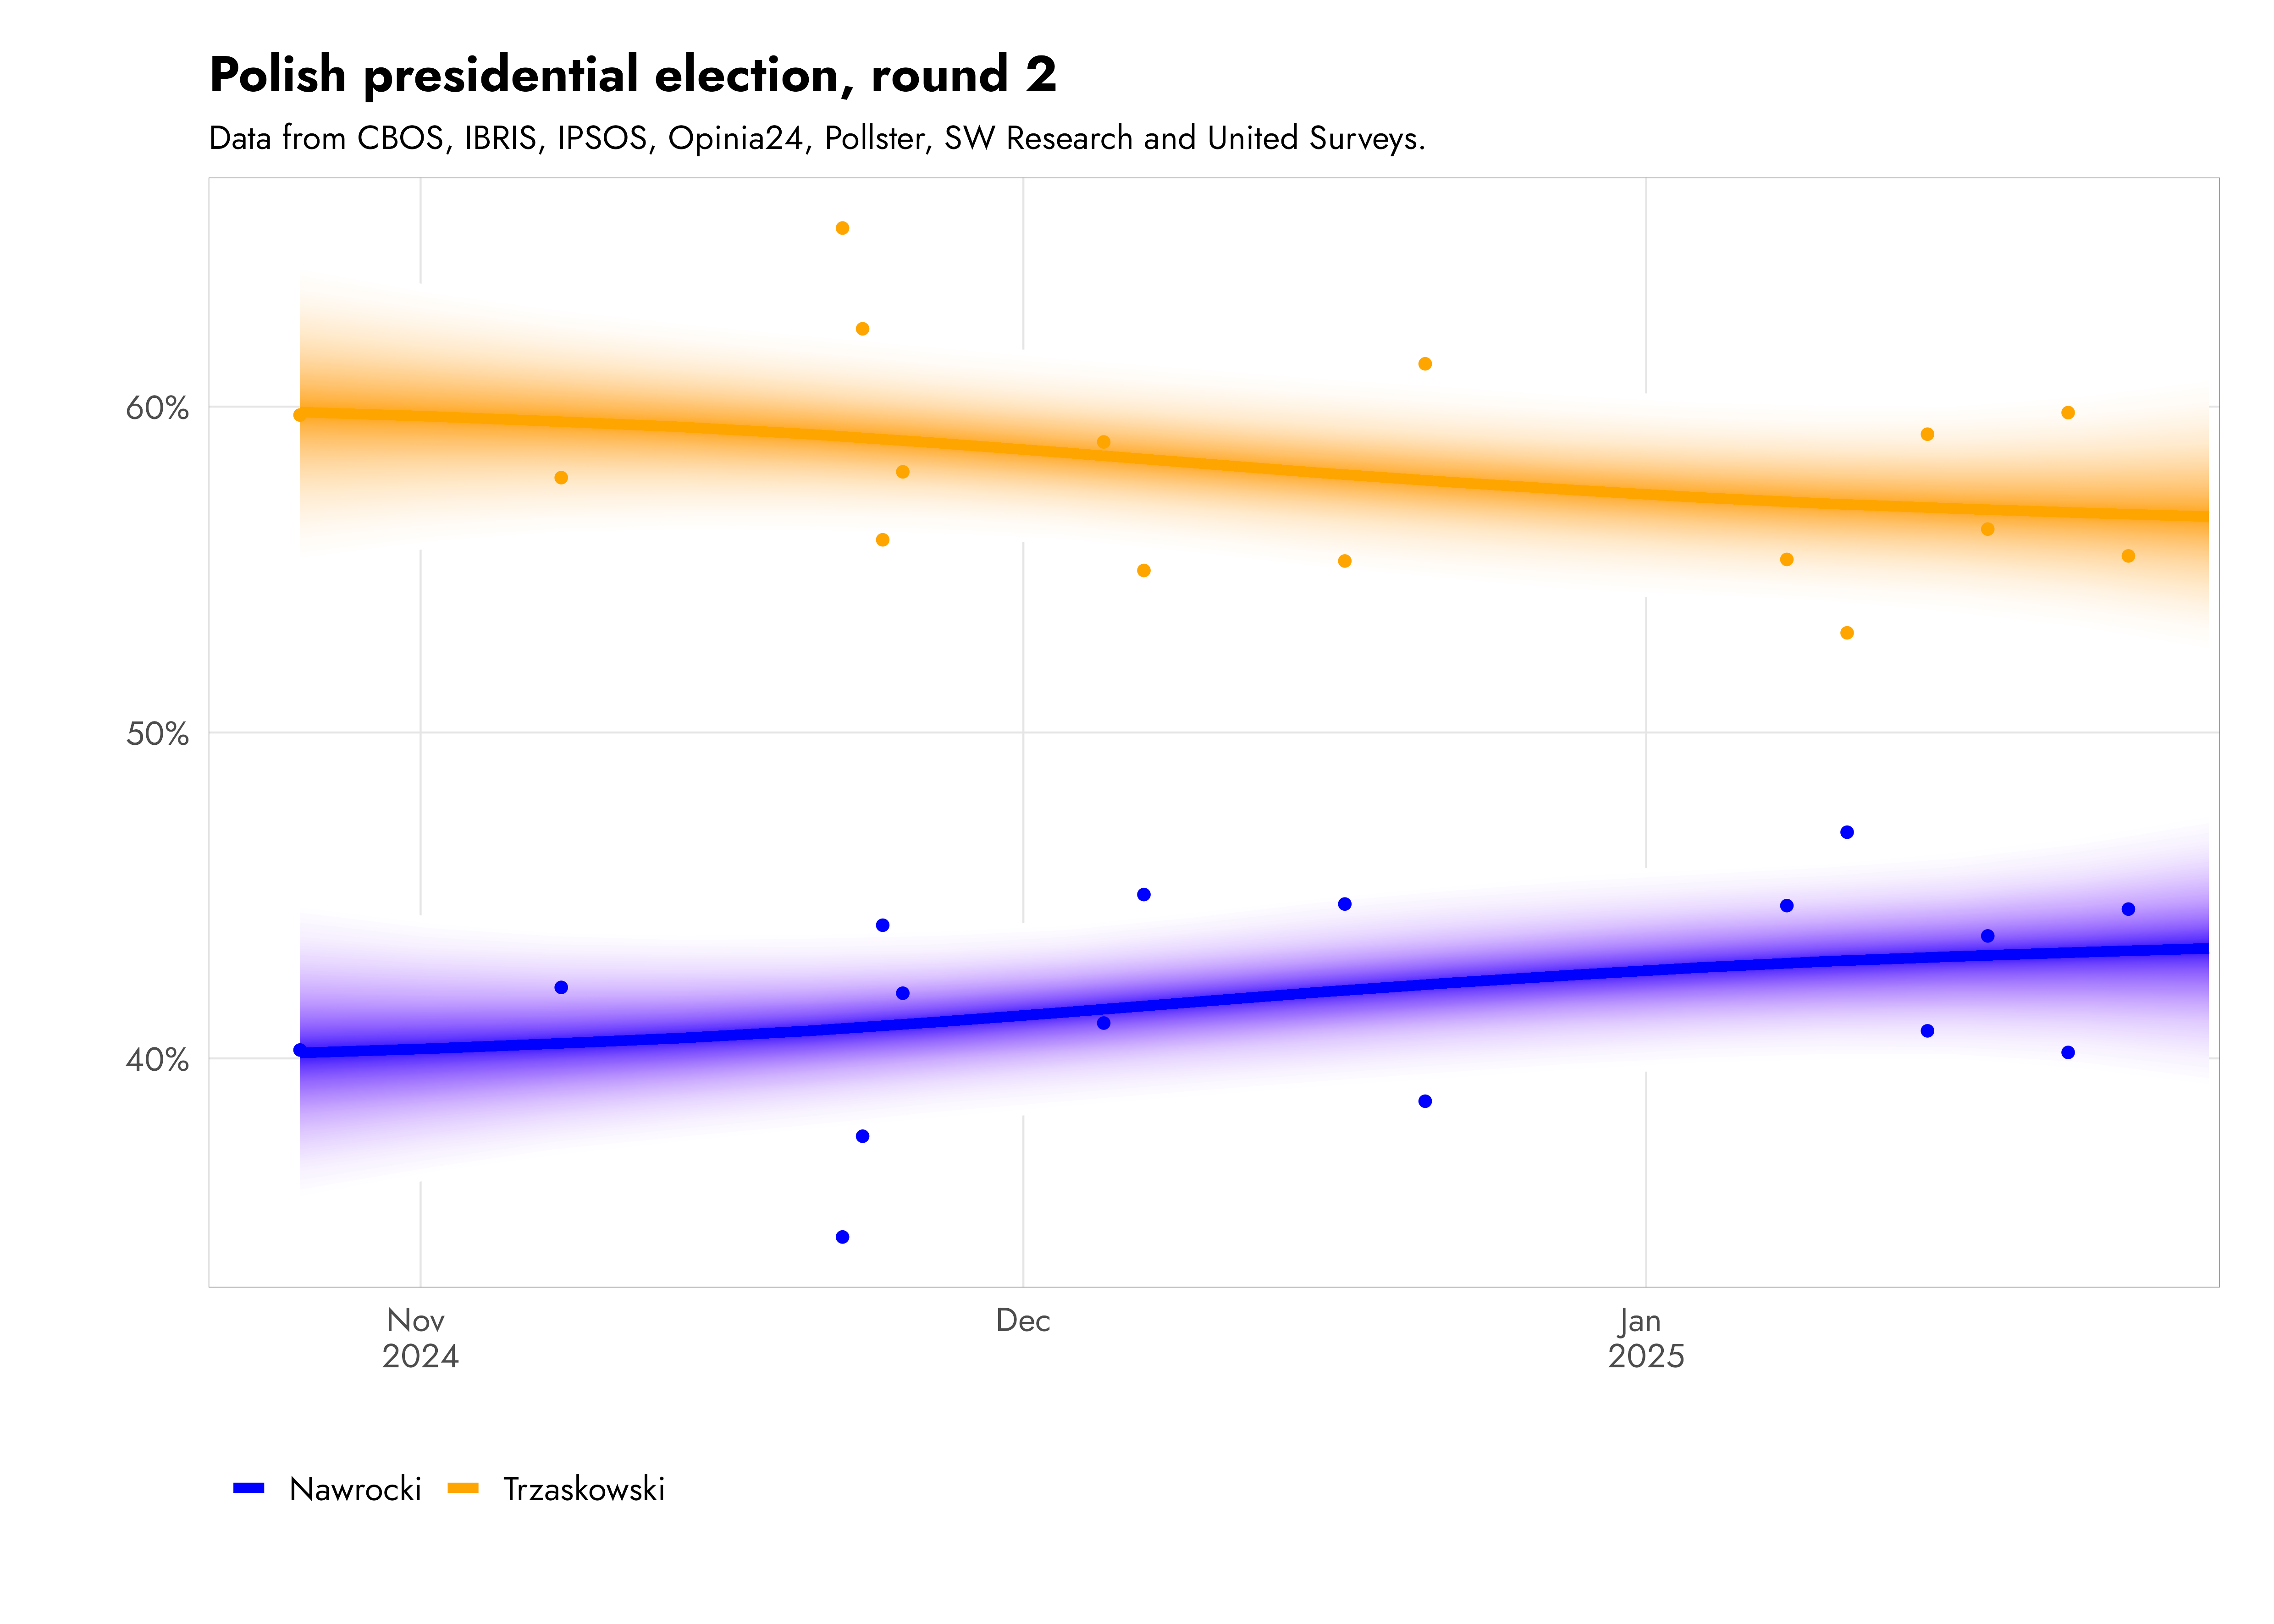 Polish presidential election, round 2
Data from CBOS, IBRIS, IPSOS, Opinia24, Pollster, SW Research and United Surveys.
60%
50%
40%
Nov
2024
Dec
Jan
2025
Nawrocki
Trzaskowski